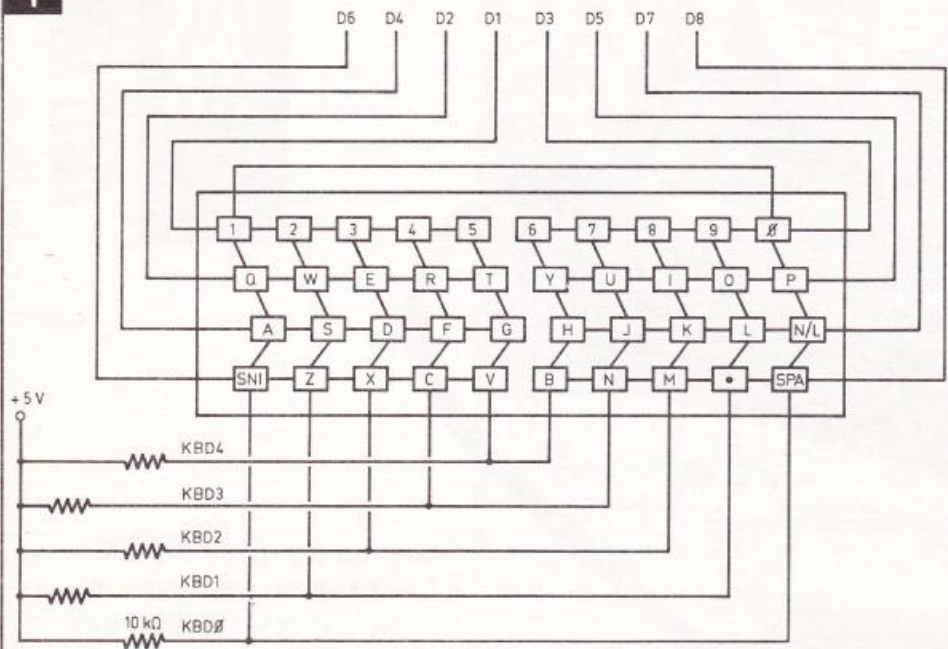 1
D6 D4 D2 D1 D3 D5 D7 D8
1 2 3 4 5 6 7 8 9 Ø
Q W E R T Y U I O P
A S D F G H J K L N/L
SNI Z X C V B N M • SPA
+5 V
KBD4
KBD3
KBD2
KBD1
10 kΩ KBDØ